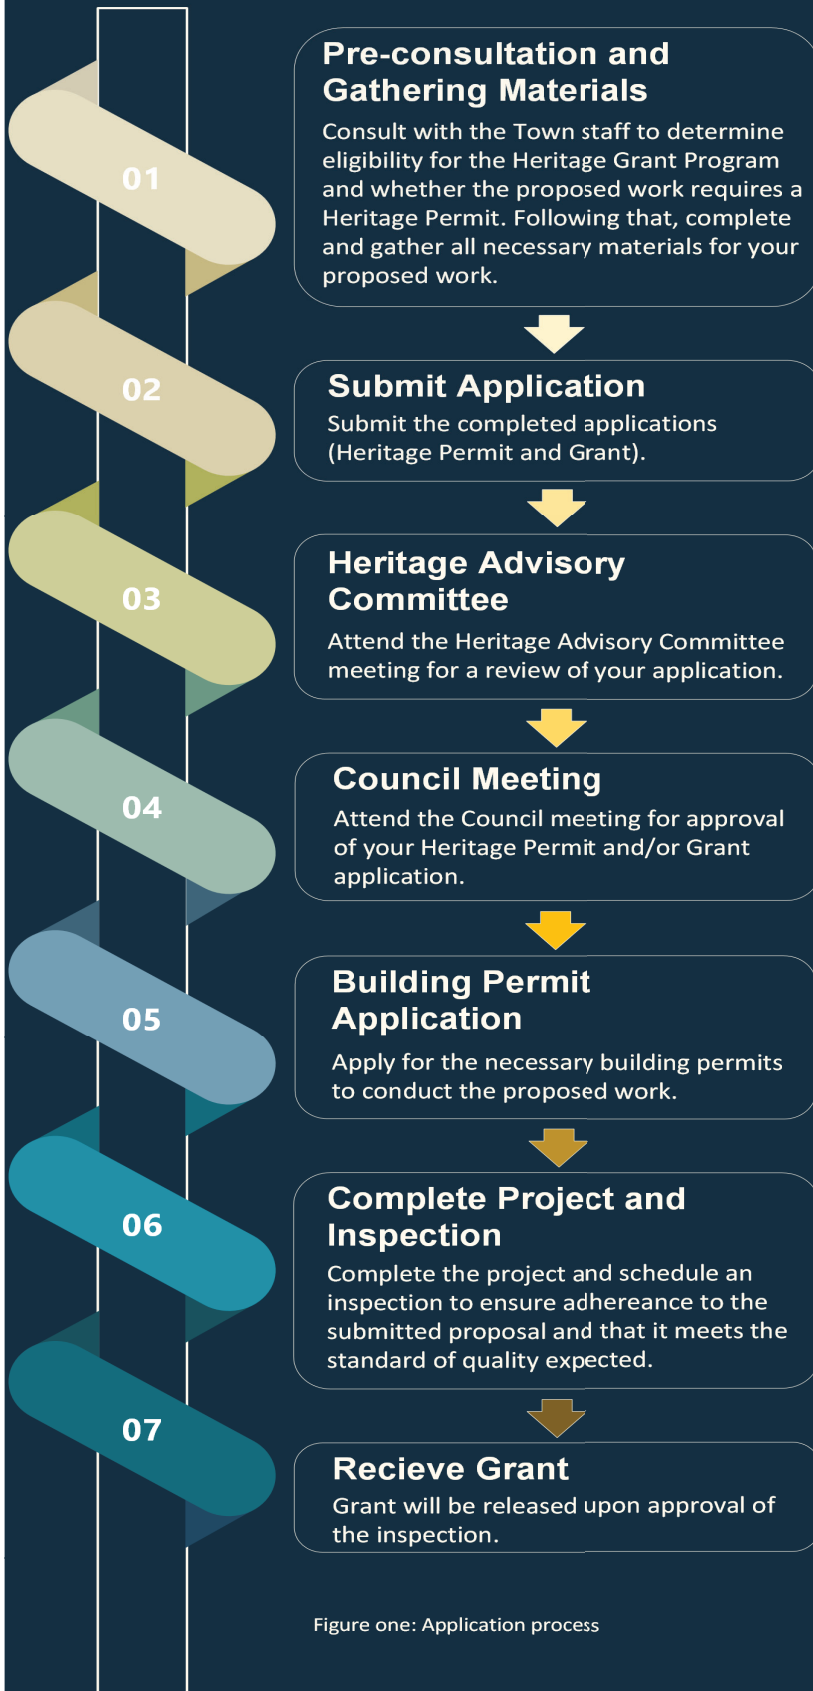 01
Pre-consultation and
Gathering Materials
Consult with the Town staff to determine
eligibility for the Heritage Grant Program
and whether the proposed work requires a
Heritage Permit. Following that, complete
and gather all necessary materials for your
proposed work.
02
Submit Application
Submit the completed applications
(Heritage Permit and Grant).
03
Heritage Advisory
Committee
Attend the Heritage Advisory Committee
meeting for a review of your application.
04
Council Meeting
Attend the Council meeting for approval
of your Heritage Permit and/or Grant
application.
05
Building Permit
Application
Apply for the necessary building permits
to conduct the proposed work.
06
Complete Project and
Inspection
Complete the project and schedule an
inspection to ensure adhereance to the
submitted proposal and that it meets the
standard of quality expected.
07
Recieve Grant
Grant will be released upon approval of
the inspection.
Figure one: Application process